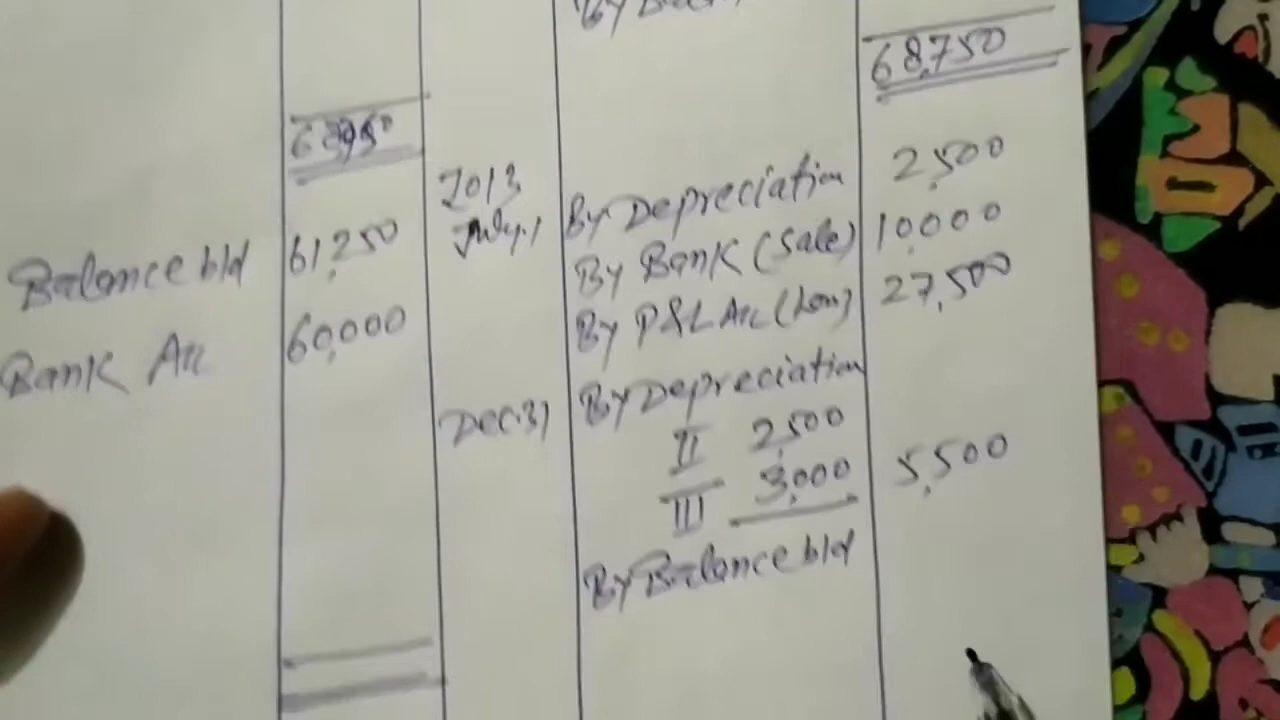 68,750
2013
July.1 By Depreciation 2,500
Balance b/d 61,250 By Bank (Sale) 10,000
Bank A/c 60,000 By P&L A/c (Loss) 27,500
Dec.31 By Depreciation
II 2,500
III 3,000 5,500
By Balance b/d